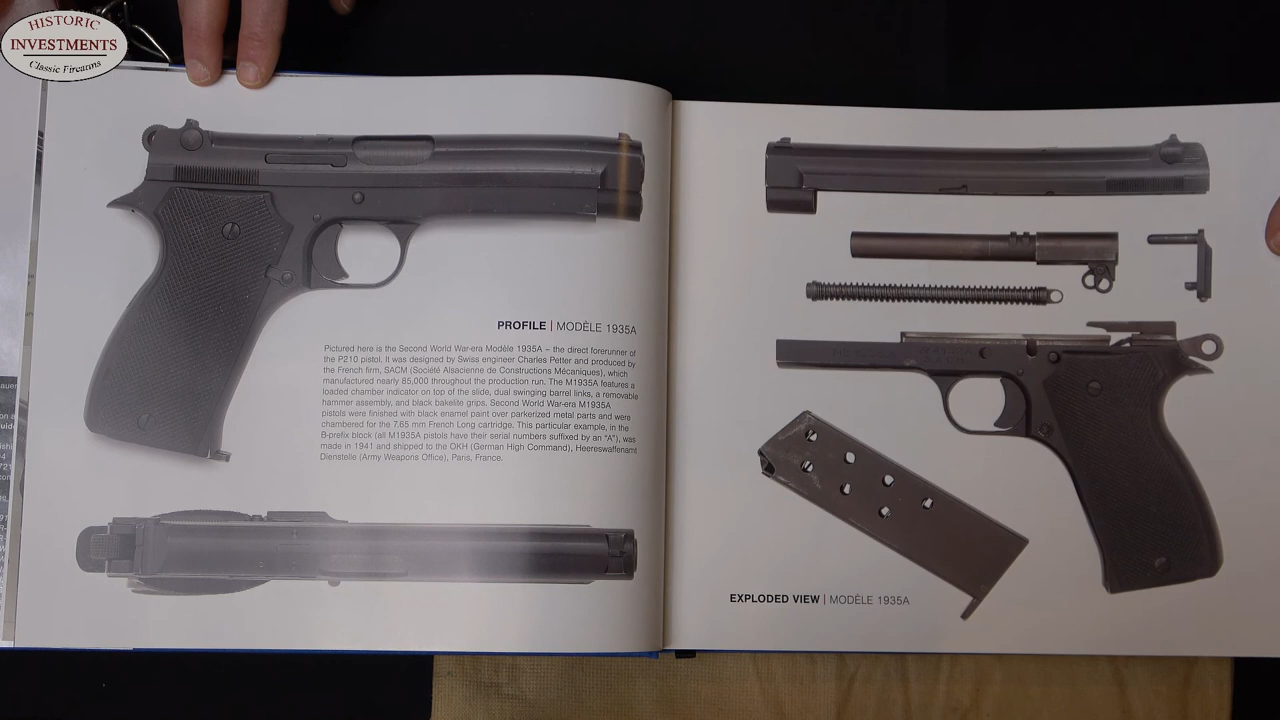 HISTORIC
INVESTMENTS
Classic Firearms
PROFILE | MODÈLE 1935A
Pictured here is the Second World War-era Modèle 1935A – the direct forerunner of
the P210 pistol. It was designed by Swiss engineer Charles Petter and produced by
the French firm, SACM (Société Alsacienne de Constructions Mécaniques), which
manufactured nearly 85,000 throughout the production run. The M1935A features a
loaded chamber indicator on top of the slide, dual swinging barrel links, a removable
hammer assembly, and black bakelite grips. Second World War-era M1935A
pistols were finished with black enamel paint over parkerized metal parts and were
chambered for the 7.65 mm French Long cartridge. This particular example, in the
B-prefix block (all M1935A pistols have their serial numbers suffixed by an "A"), was
made in 1941 and shipped to the OKH (German High Command), Heereswaffenamt
Dienstelle (Army Weapons Office), Paris, France.
EXPLODED VIEW | MODÈLE 1935A